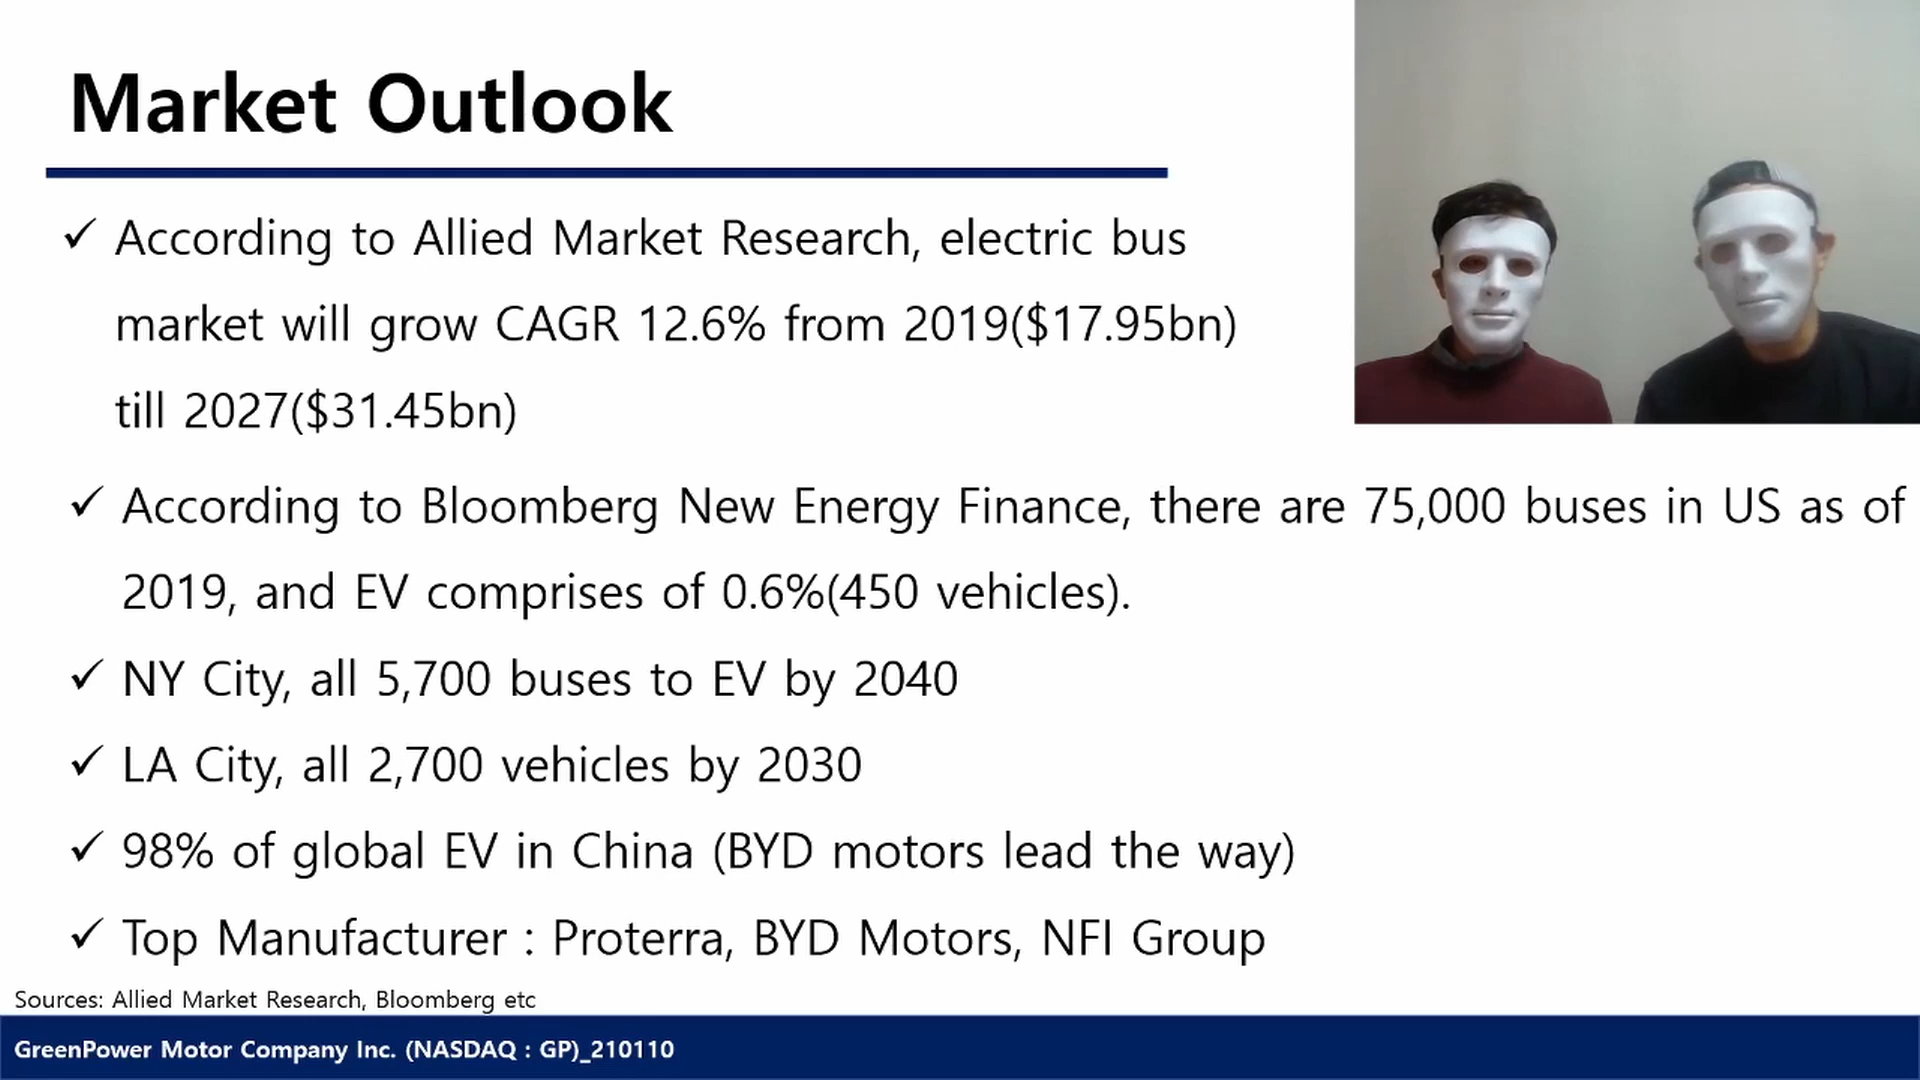 Market Outlook
✓ According to Allied Market Research, electric bus
market will grow CAGR 12.6% from 2019($17.95bn)
till 2027($31.45bn)
✓ According to Bloomberg New Energy Finance, there are 75,000 buses in US as of
2019, and EV comprises of 0.6%(450 vehicles).
✓ NY City, all 5,700 buses to EV by 2040
✓ LA City, all 2,700 vehicles by 2030
✓ 98% of global EV in China (BYD motors lead the way)
✓ Top Manufacturer : Proterra, BYD Motors, NFI Group
Sources: Allied Market Research, Bloomberg etc
GreenPower Motor Company Inc. (NASDAQ : GP)_210110